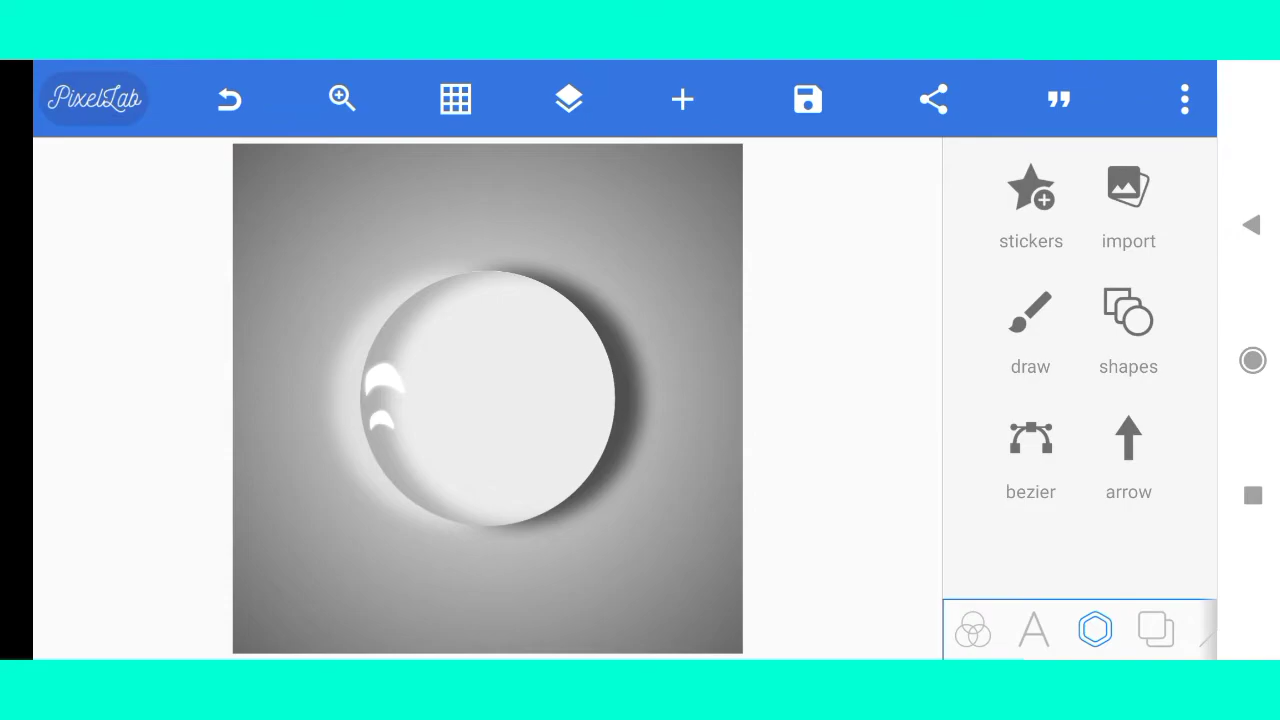 PixelLab
stickers
import
draw
shapes
bezier
arrow